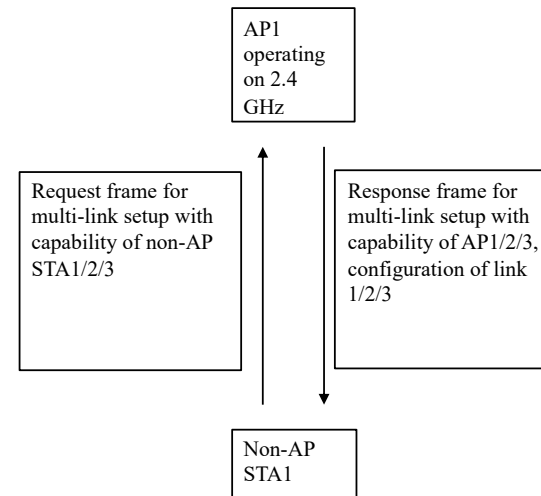 AP1
operating
on 2.4
GHz
Request frame for
multi-link setup with
capability of non-AP
STA1/2/3
Response frame for
multi-link setup with
capability of AP1/2/3,
configuration of link
1/2/3
Non-AP
STA1